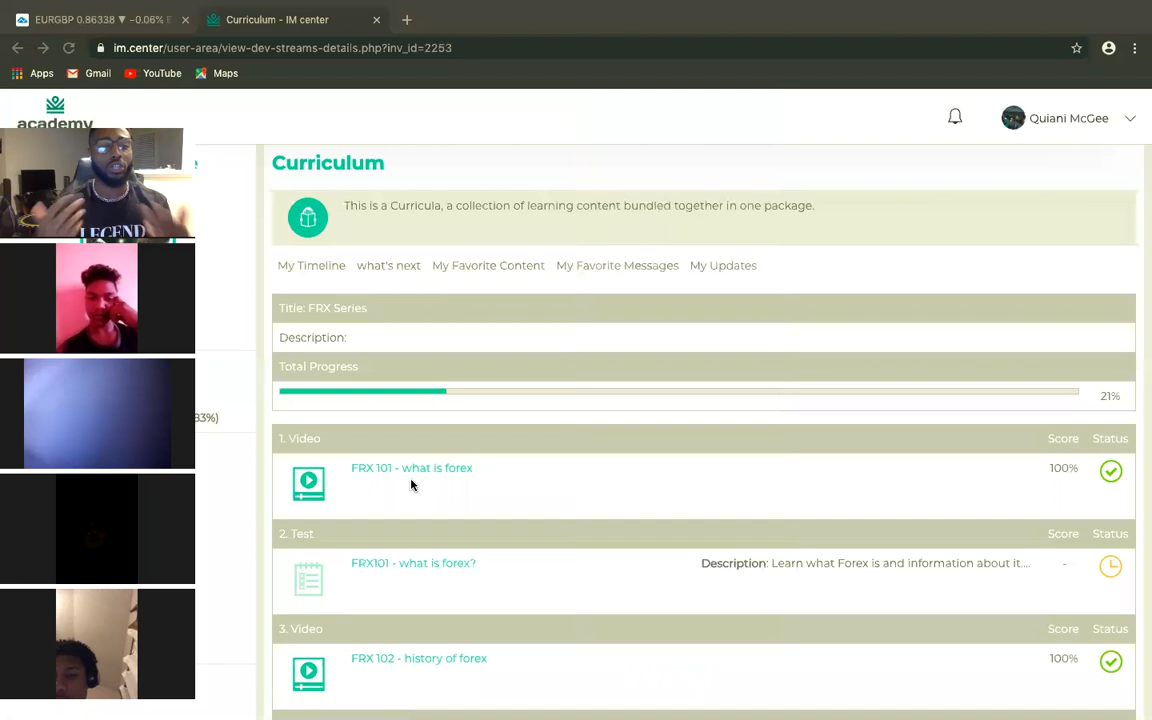 EURGBP 0.86338 ▼ −0.06% E
Curriculum - IM center
im.center/user-area/view-dev-streams-details.php?inv_id=2253
Apps
Gmail
YouTube
Maps
academy
Quiani McGee
LEGEND
Curriculum
This is a Curricula, a collection of learning content bundled together in one package.
My Timeline
what's next
My Favorite Content
My Favorite Messages
My Updates
Title: FRX Series
Description:
Total Progress
21%
83%)
1. Video
Score
Status
FRX 101 - what is forex
100%
2. Test
Score
Status
FRX101 - what is forex?
Description: Learn what Forex is and information about it....
-
3. Video
Score
Status
FRX 102 - history of forex
100%